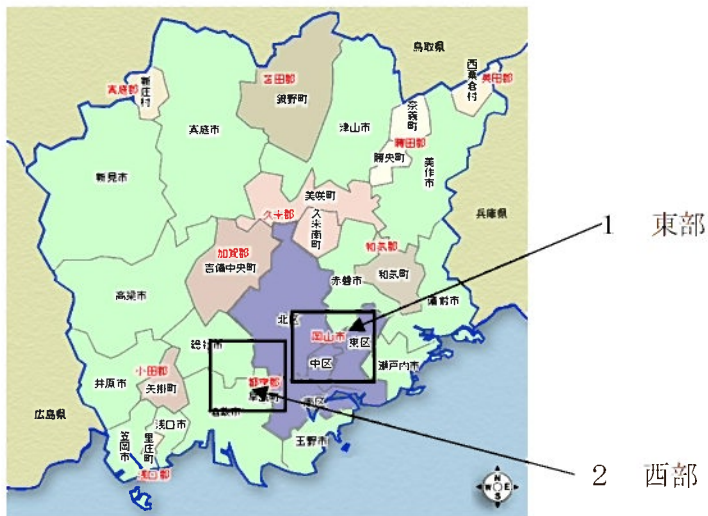 鳥取県
西粟倉村
英田郡
苫田郡
鏡野町
新庄村
真庭郡
奈義町
真庭市
津山市
勝田郡
勝央町
美作市
新見市
美咲町
兵庫県
久米郡
久米南町
1 東部
加賀郡
吉備中央町
和気郡
和気町
赤磐市
高梁市
備前市
北区
岡山市
東区
総社市
中区
瀬戸内市
小田郡
矢掛町
井原市
都窪郡
早島町
南区
倉敷市
広島県
浅口市
笠岡市
里庄町
玉野市
浅口郡
2 西部
N
W
E
S